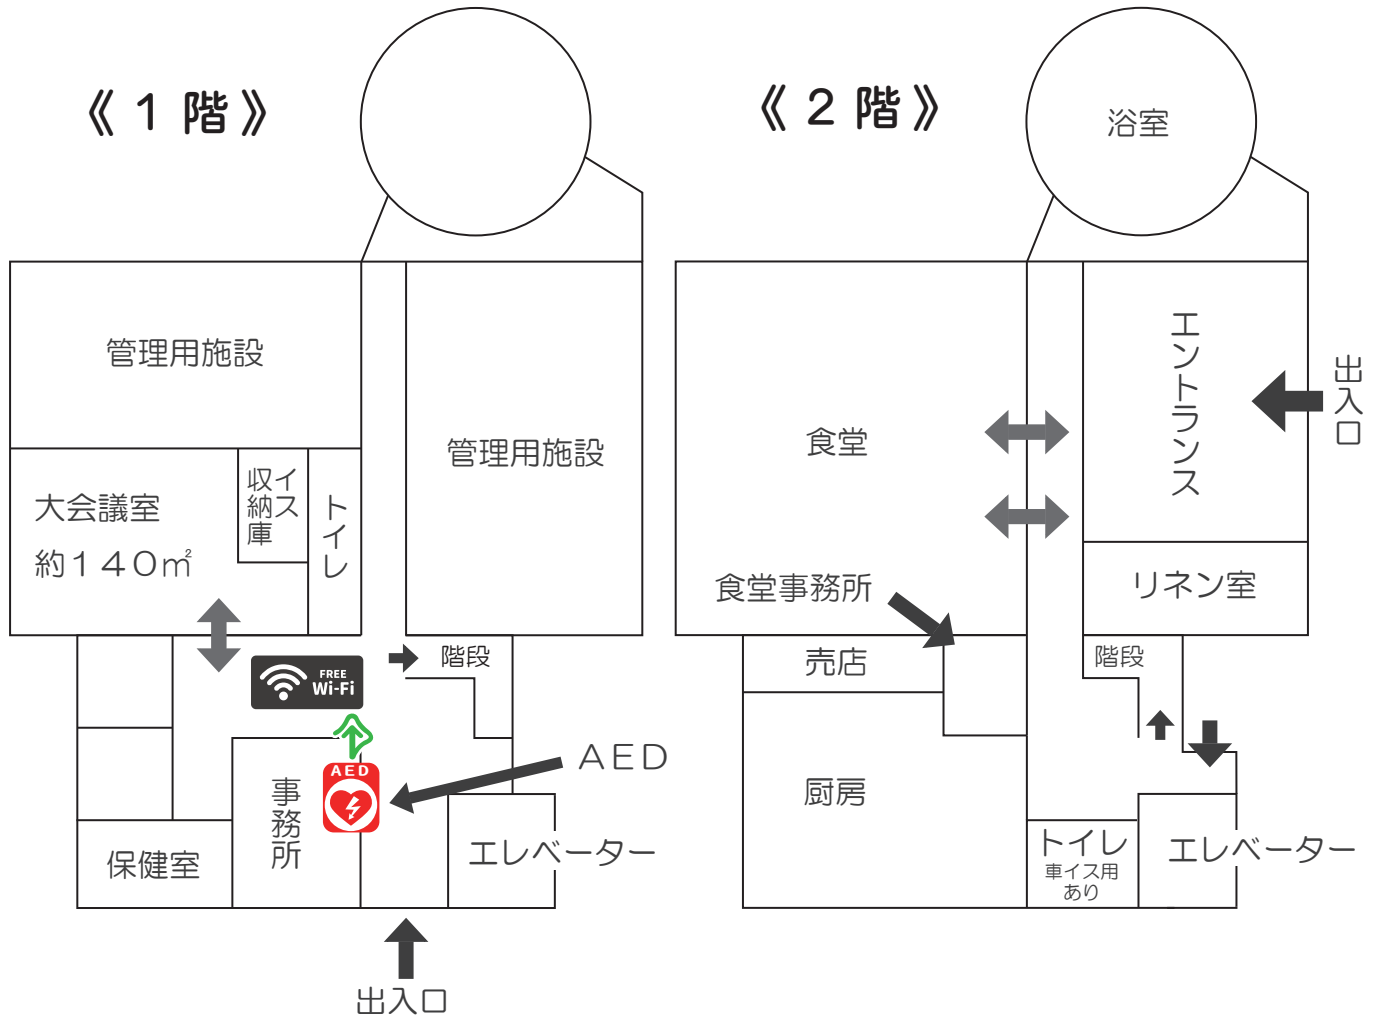 《 1 階 》
管理用施設
管理用施設
大会議室
約１４０㎡
イス
収納庫
トイレ
FREE
Wi-Fi
階段
AED
ＡＥＤ
事務所
保健室
エレベーター
出入口
《 2 階 》
浴室
エントランス
出入口
食堂
リネン室
食堂事務所
売店
階段
厨房
トイレ
車イス用
あり
エレベーター